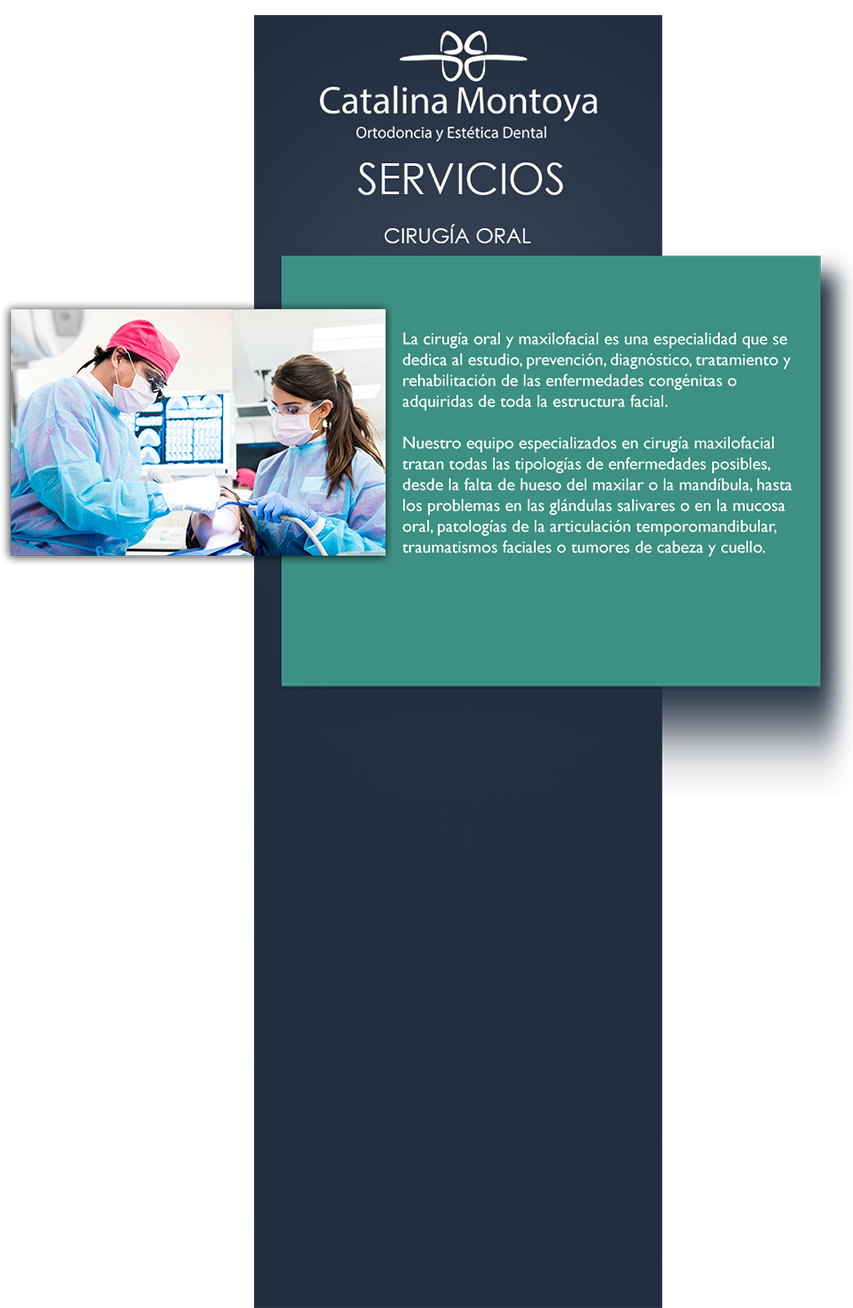 Catalina Montoya
Ortodoncia y Estética Dental
SERVICIOS
CIRUGÍA ORAL
La cirugía oral y maxilofacial es una especialidad que se
dedica al estudio, prevención, diagnóstico, tratamiento y
rehabilitación de las enfermedades congénitas o
adquiridas de toda la estructura facial.
Nuestro equipo especializados en cirugía maxilofacial
tratan todas las tipologías de enfermedades posibles,
desde la falta de hueso del maxilar o la mandíbula, hasta
los problemas en las glándulas salivares o en la mucosa
oral, patologías de la articulación temporomandibular,
traumatismos faciales o tumores de cabeza y cuello.